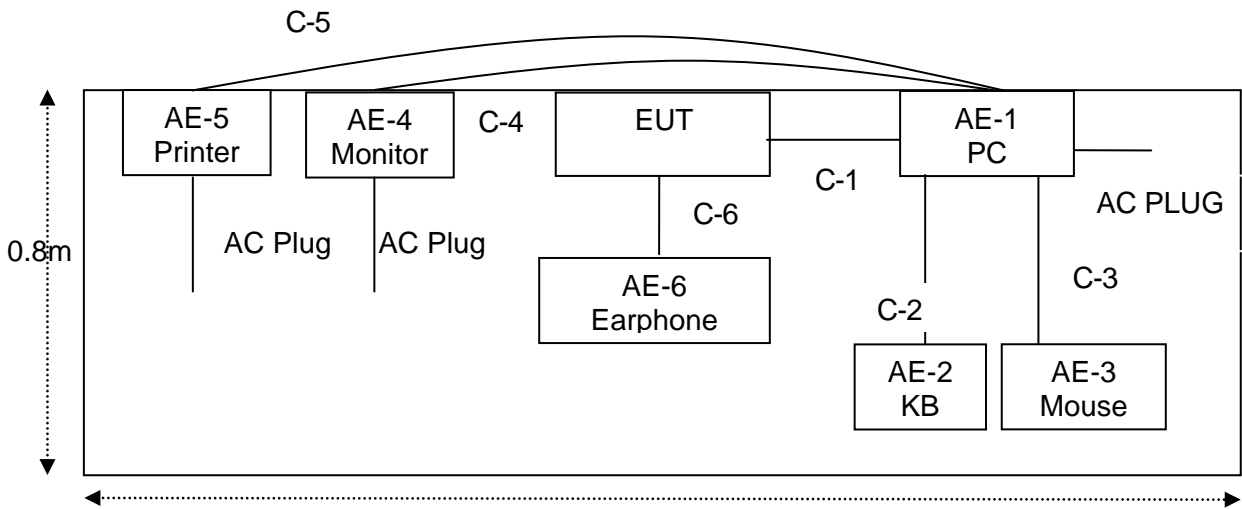 C-5
AE-5
Printer
AE-4
Monitor
C-4
EUT
AE-1
PC
C-1
AC PLUG
C-6
AC Plug
AC Plug
0.8m
AE-6
Earphone
C-3
C-2
AE-2
KB
AE-3
Mouse